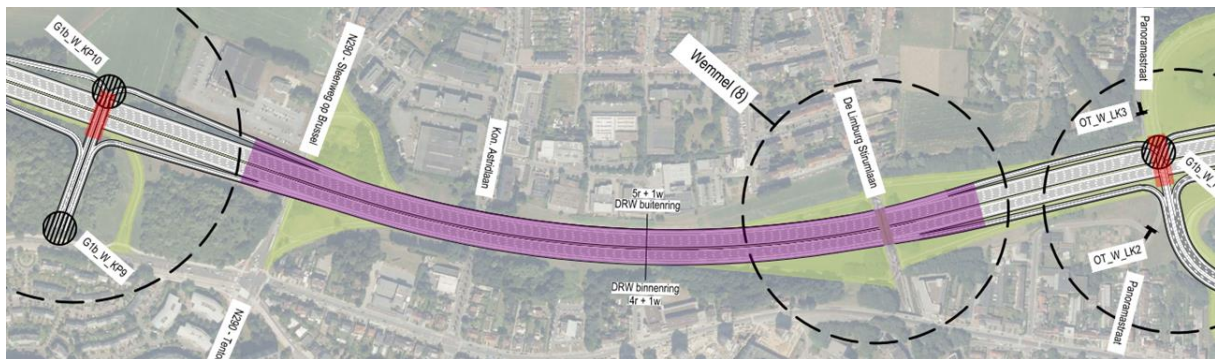 G1b_W_KP10
N290 - Steenweg op Brussel
Wemmel (8)
Panoramastraat
OT_W_LK3
Kon. Astridlaan
De Limburg Stirumlaan
5r + 1w
DRW buitenring
G1b_W_KP9
DRW binnenring
4r + 1w
OT_W_LK2
Panoramastraat